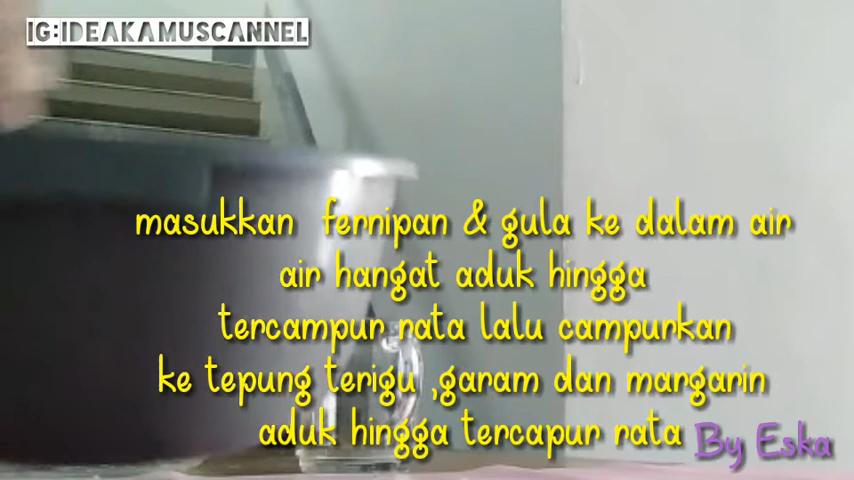 IG:IDEAKAMUSCANNEL
masukkan fernipan & gula ke dalam air
air hangat aduk hingga
tercampur rata lalu campurkan
ke tepung terigu ,garam dan margarin
aduk hingga tercapur rata
By Eska